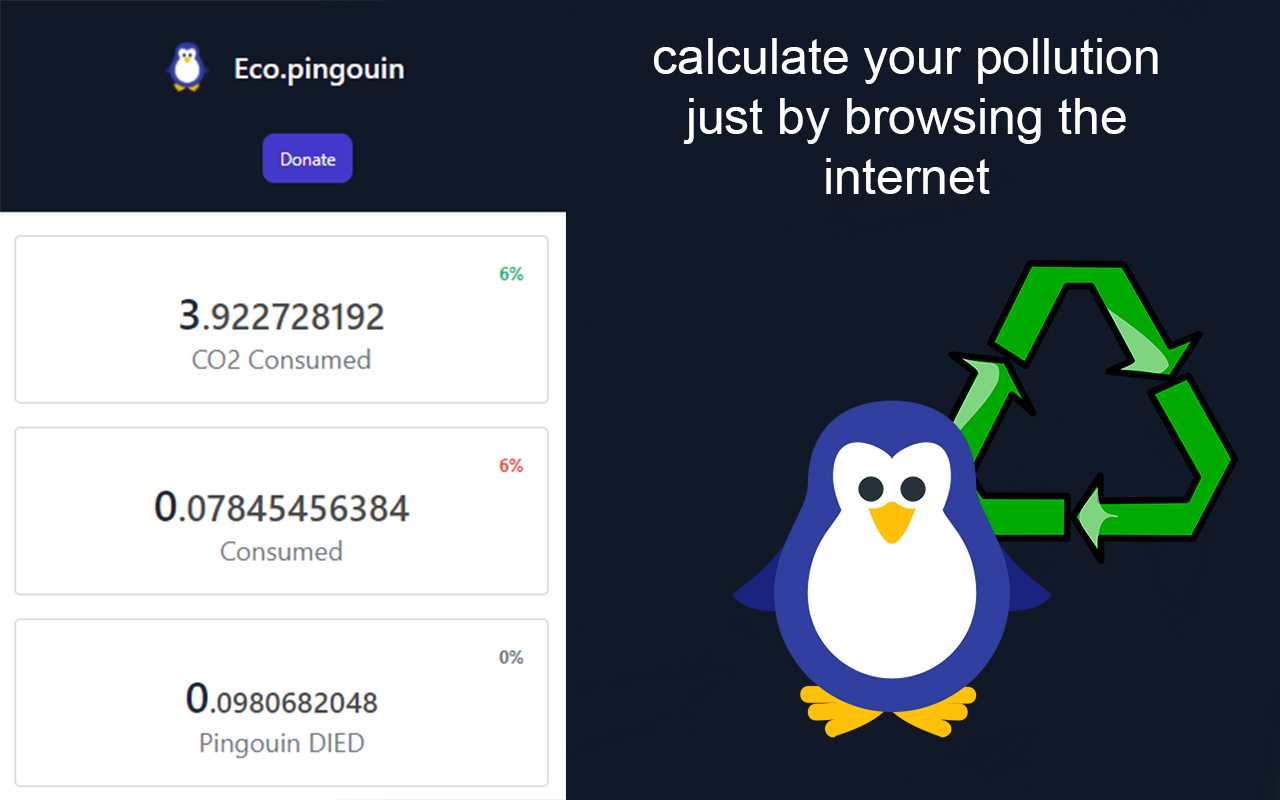 Eco.pingouin
Donate
6%
3.922728192
CO2 Consumed
6%
0.07845456384
Consumed
0%
0.0980682048
Pingouin DIED
calculate your pollution
just by browsing the
internet